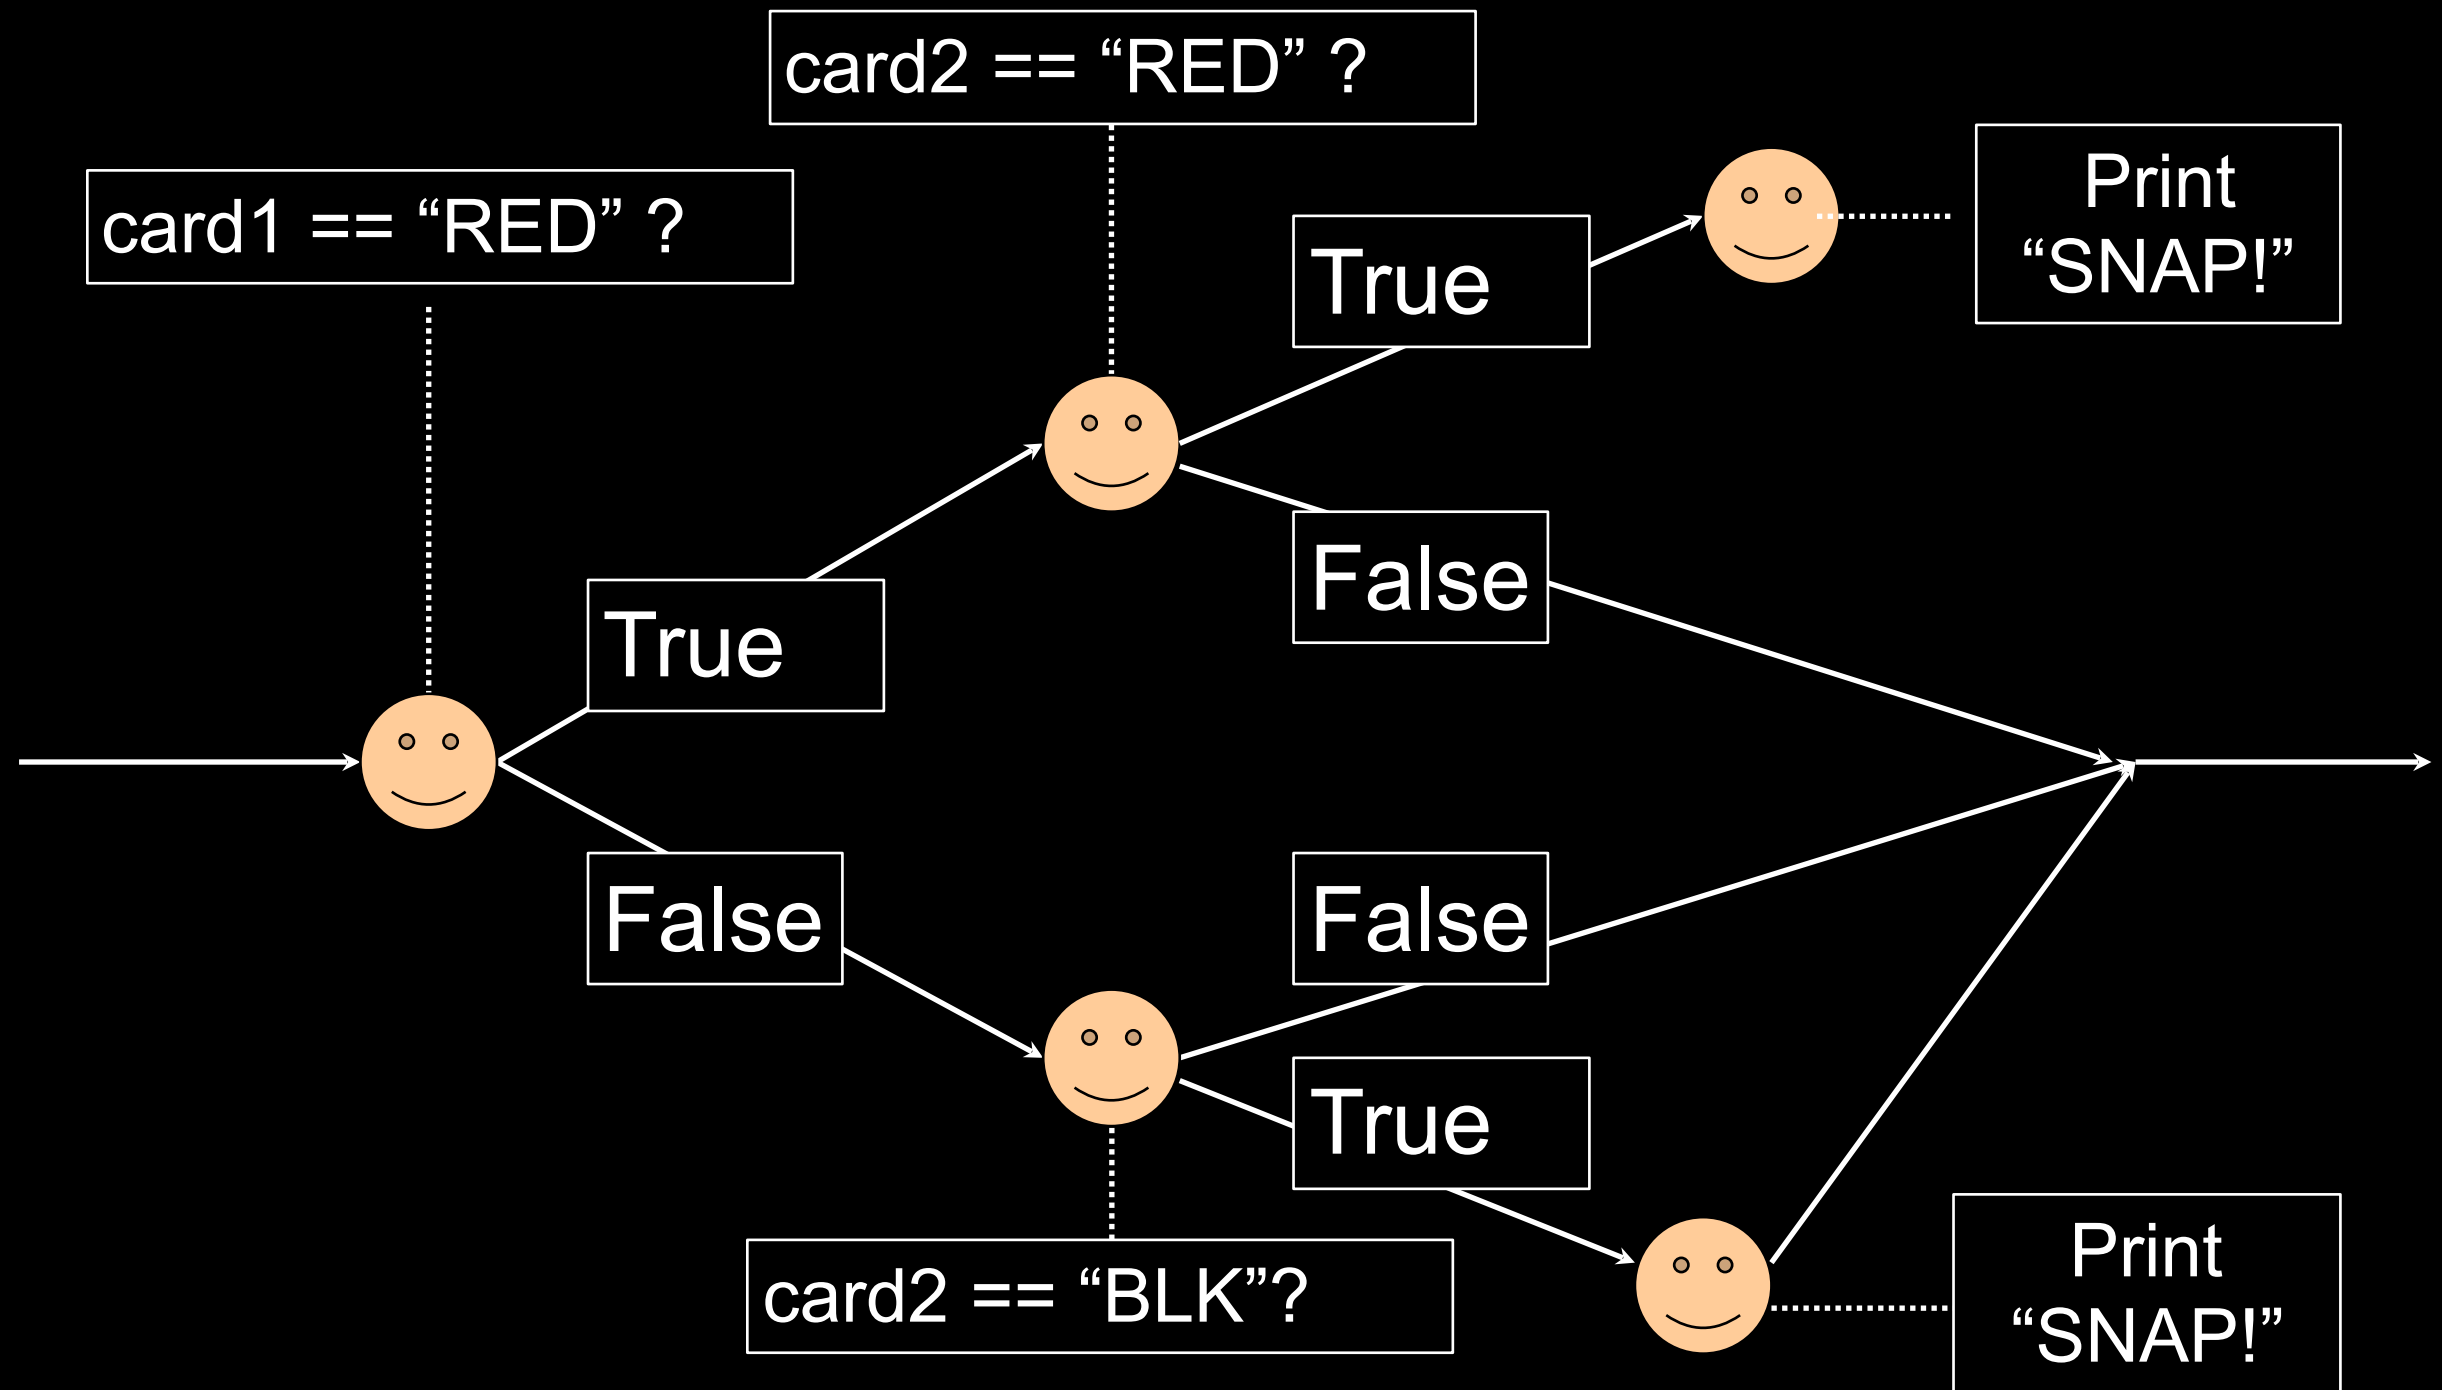 card2 == “RED” ?
card1 == “RED” ?
Print
“SNAP!”
True
False
True
False
False
True
card2 == “BLK”?
Print
“SNAP!”